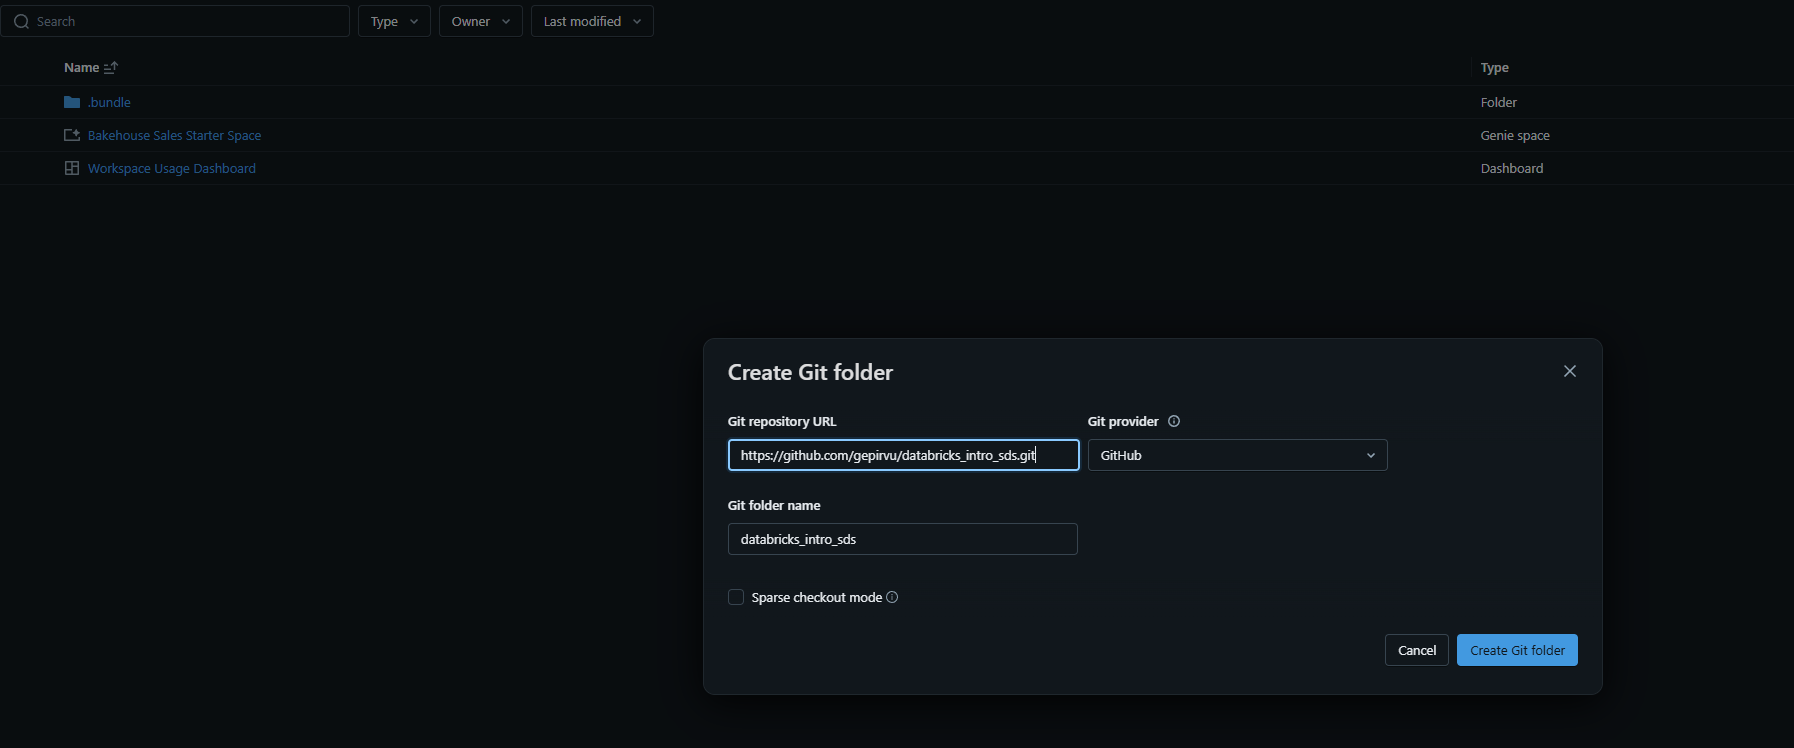 Search Type Owner Last modified
Name Type
.bundle Folder
Bakehouse Sales Starter Space Genie space
Workspace Usage Dashboard Dashboard
Create Git folder
Git repository URL Git provider
https://github.com/gepirvu/databricks_intro_sds.git GitHub
Git folder name
databricks_intro_sds
Sparse checkout mode
Cancel Create Git folder